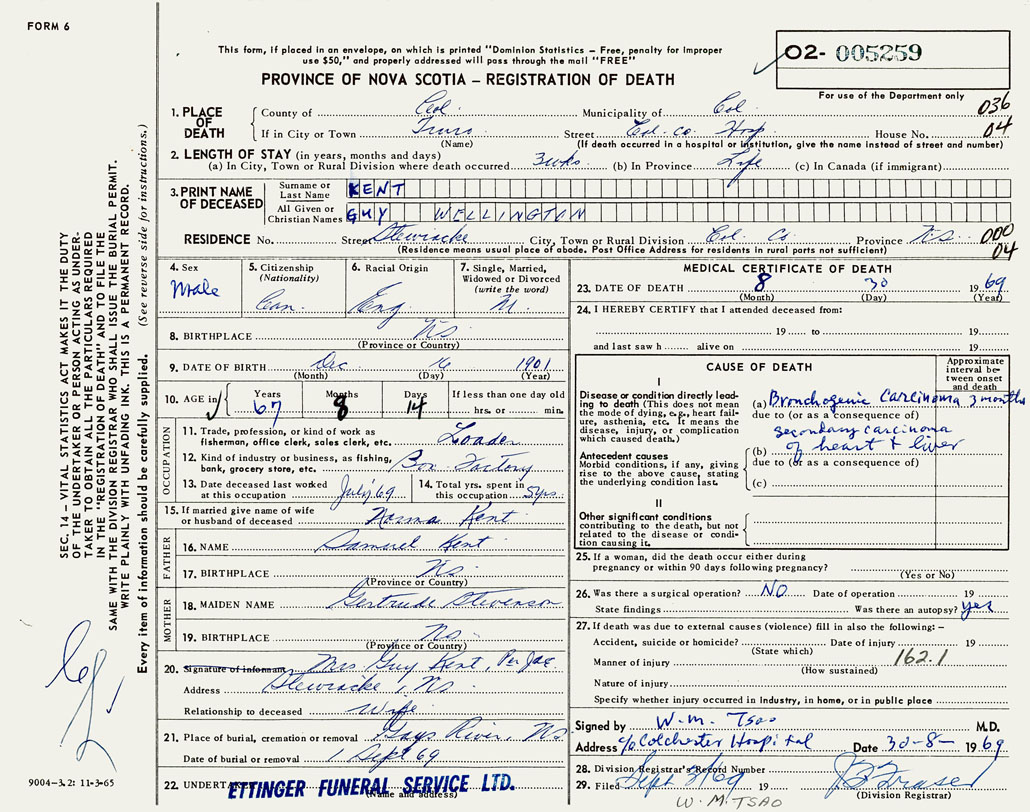 FORM 6
This form, if placed in an envelope, on which is printed "Dominion Statistics – Free, penalty for improper
use $50," and properly addressed will pass through the mail "FREE"
PROVINCE OF NOVA SCOTIA – REGISTRATION OF DEATH
O2- 005259
For use of the Department only
036
04
1. PLACE OF DEATH
County of Col. Municipality of Col.
If in City or Town Truro Street Col. Co. Hosp. House No.
(Name) (If death occurred in a hospital or institution, give the name instead of street and number)
2. LENGTH OF STAY (in years, months and days)
(a) In City, Town or Rural Division where death occurred 3wks (b) In Province Life (c) In Canada (if immigrant)
3. PRINT NAME OF DECEASED
Surname or Last Name KENT
All Given or Christian Names GUY WELLINGTON
RESIDENCE No. Street Stewiacke City, Town or Rural Division Col. Co Province N.S. 000
04
(Residence means usual place of abode. Post Office Address for residents in rural parts not sufficient)
4. Sex
Male
5. Citizenship
(Nationality)
Can.
6. Racial Origin
Eng
7. Single, Married,
Widowed or Divorced
(write the word)
M.
8. BIRTHPLACE NS
(Province or Country)
9. DATE OF BIRTH Dec 16 1901
(Month) (Day) (Year)
10. AGE in
Years Months Days If less than one day old
67 8 14 hrs. or min.
OCCUPATION
11. Trade, profession, or kind of work as
fisherman, office clerk, sales clerk, etc. Loader
12. Kind of industry or business, as fishing,
bank, grocery store, etc. Box Factory
13. Date deceased last worked
at this occupation July 69
14. Total yrs. spent in
this occupation 5yrs.
15. If married give name of wife
or husband of deceased Norma Kent
FATHER
16. NAME Samuel Kent
17. BIRTHPLACE NS
(Province or Country)
MOTHER
18. MAIDEN NAME Gertrude Stevenson
19. BIRTHPLACE NS
(Province or Country)
20. Signature of informant Mrs Guy Kent, Per
Address Stewiacke, NS
Relationship to deceased Wife
21. Place of burial, cremation or removal Gays River, NS
Date of burial or removal 1 Sept 69
22. UNDERTAKER
ETTINGER FUNERAL SERVICE LTD.
(Name and address)
MEDICAL CERTIFICATE OF DEATH
23. DATE OF DEATH 8 30 1969
(Month) (Day) (Year)
24. I HEREBY CERTIFY that I attended deceased from:
19 to 19
and last saw h alive on 19
CAUSE OF DEATH
Approximate
interval be-
tween onset
and death
I
Disease or condition directly lead-
ing to death (This does not mean
the mode of dying, e.g., heart fail-
ure, asthenia, etc. It means the
disease, injury, or complication
which caused death.)
(a) Bronchogenic Carcinoma 3 months
due to (or as a consequence of)
secondary carcinoma
Antecedent causes
Morbid conditions, if any, giving
rise to the above cause, stating
the underlying condition last.
(b) of heart + liver
due to (or as a consequence of)
(c)
II
Other significant conditions
contributing to the death, but not
related to the disease or condi-
tion causing it.
25. If a woman, did the death occur either during
pregnancy or within 90 days following pregnancy?
(Yes or No)
26. Was there a surgical operation? NO Date of operation 19
State findings Was there an autopsy? yes
27. If death was due to external causes (violence) fill in also the following:–
Accident, suicide or homicide? Date of injury 19
(State which)
Manner of injury 162.1
(How sustained)
Nature of injury
Specify whether injury occurred in industry, in home, or in public place
Signed by W. M. Tsao M.D.
Address c/o Colchester Hospital Date 30-8- 1969
28. Division Registrar's Record Number
29. Filed Sept 3/69 19 Fraser
(Division Registrar)
W. M. TSAO
SEC. 14 – VITAL STATISTICS ACT MAKES IT THE DUTY
OF THE UNDERTAKER OR PERSON ACTING AS UNDER-
TAKER TO OBTAIN ALL THE PARTICULARS REQUIRED
IN THE "REGISTRATION OF DEATH" AND TO FILE THE
SAME WITH THE DIVISION REGISTRAR WHO SHALL ISSUE THE BURIAL PERMIT.
WRITE PLAINLY WITH UNFADING INK. THIS IS A PERMANENT RECORD.
Every item of information should be carefully supplied. (See reverse side for instructions.)
9004-3.2: 11-3-65